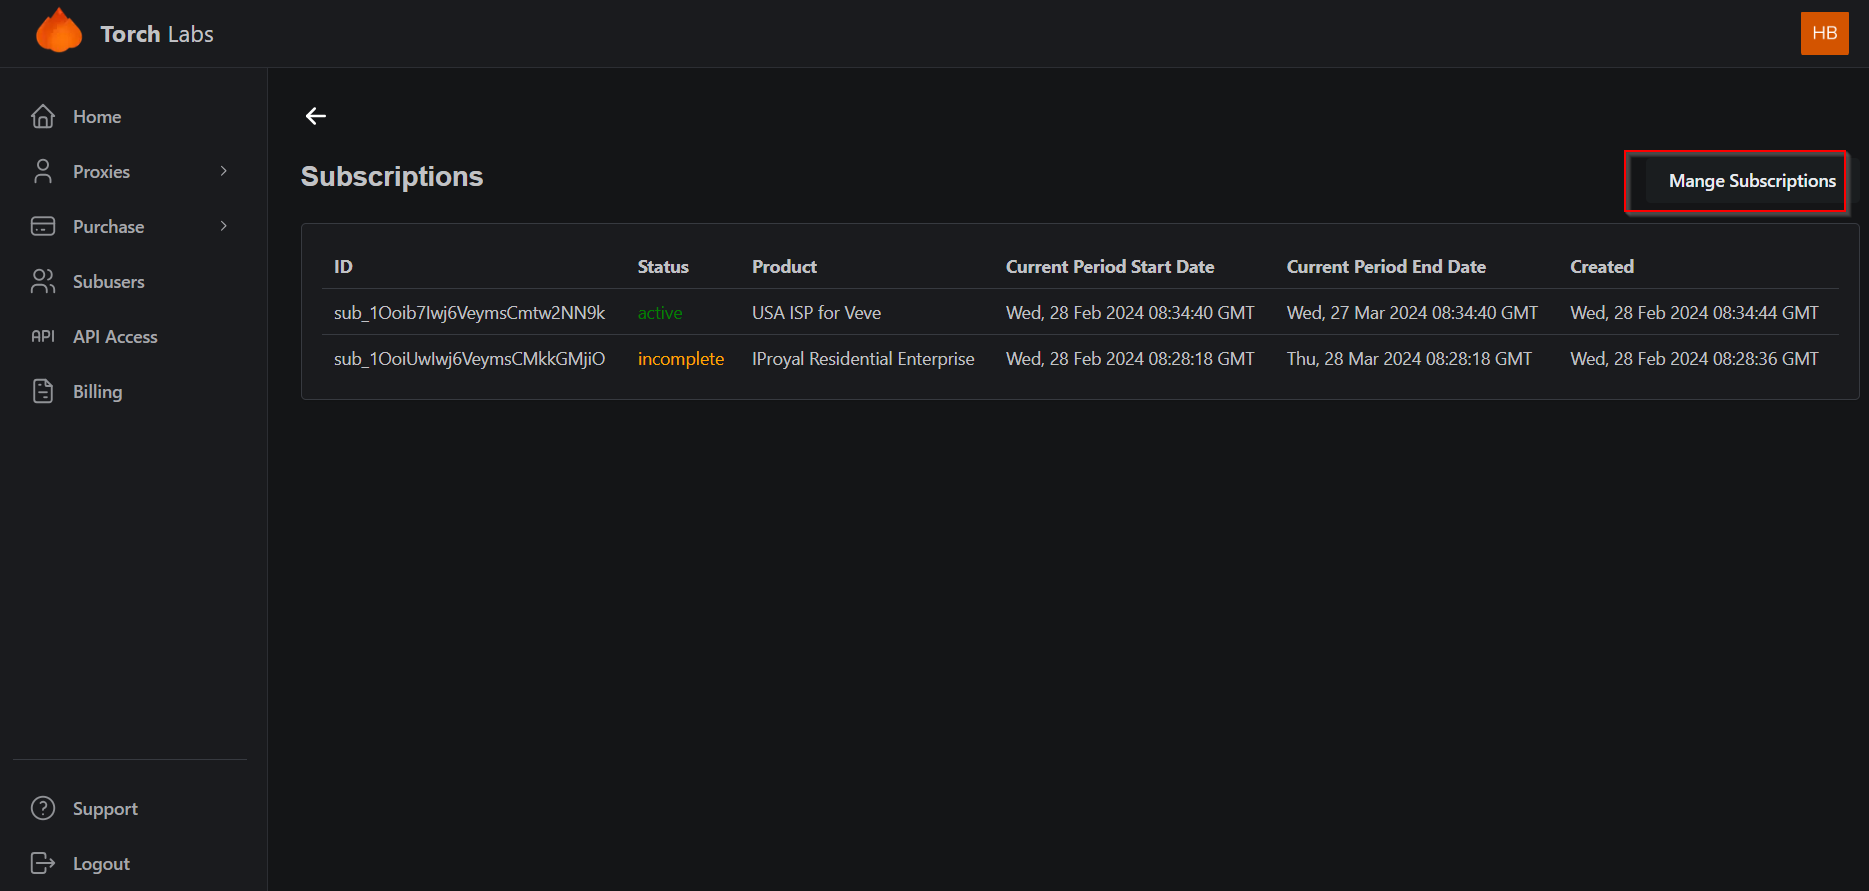 Torch Labs
HB
Home
Proxies
Purchase
Subusers
API API Access
Billing
Support
Logout
Subscriptions
Mange Subscriptions
ID Status Product Current Period Start Date Current Period End Date Created
sub_1Ooib7Iwj6VeymsCmtw2NN9k active USA ISP for Veve Wed, 28 Feb 2024 08:34:40 GMT Wed, 27 Mar 2024 08:34:40 GMT Wed, 28 Feb 2024 08:34:44 GMT
sub_1OoiUwIwj6VeymsCMkkGMjiO incomplete IProyal Residential Enterprise Wed, 28 Feb 2024 08:28:18 GMT Thu, 28 Mar 2024 08:28:18 GMT Wed, 28 Feb 2024 08:28:36 GMT